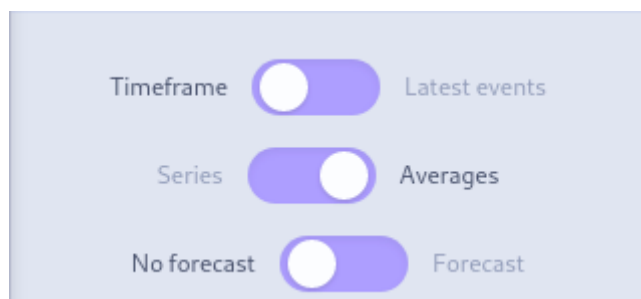 Timeframe Latest events
Series Averages
No forecast Forecast